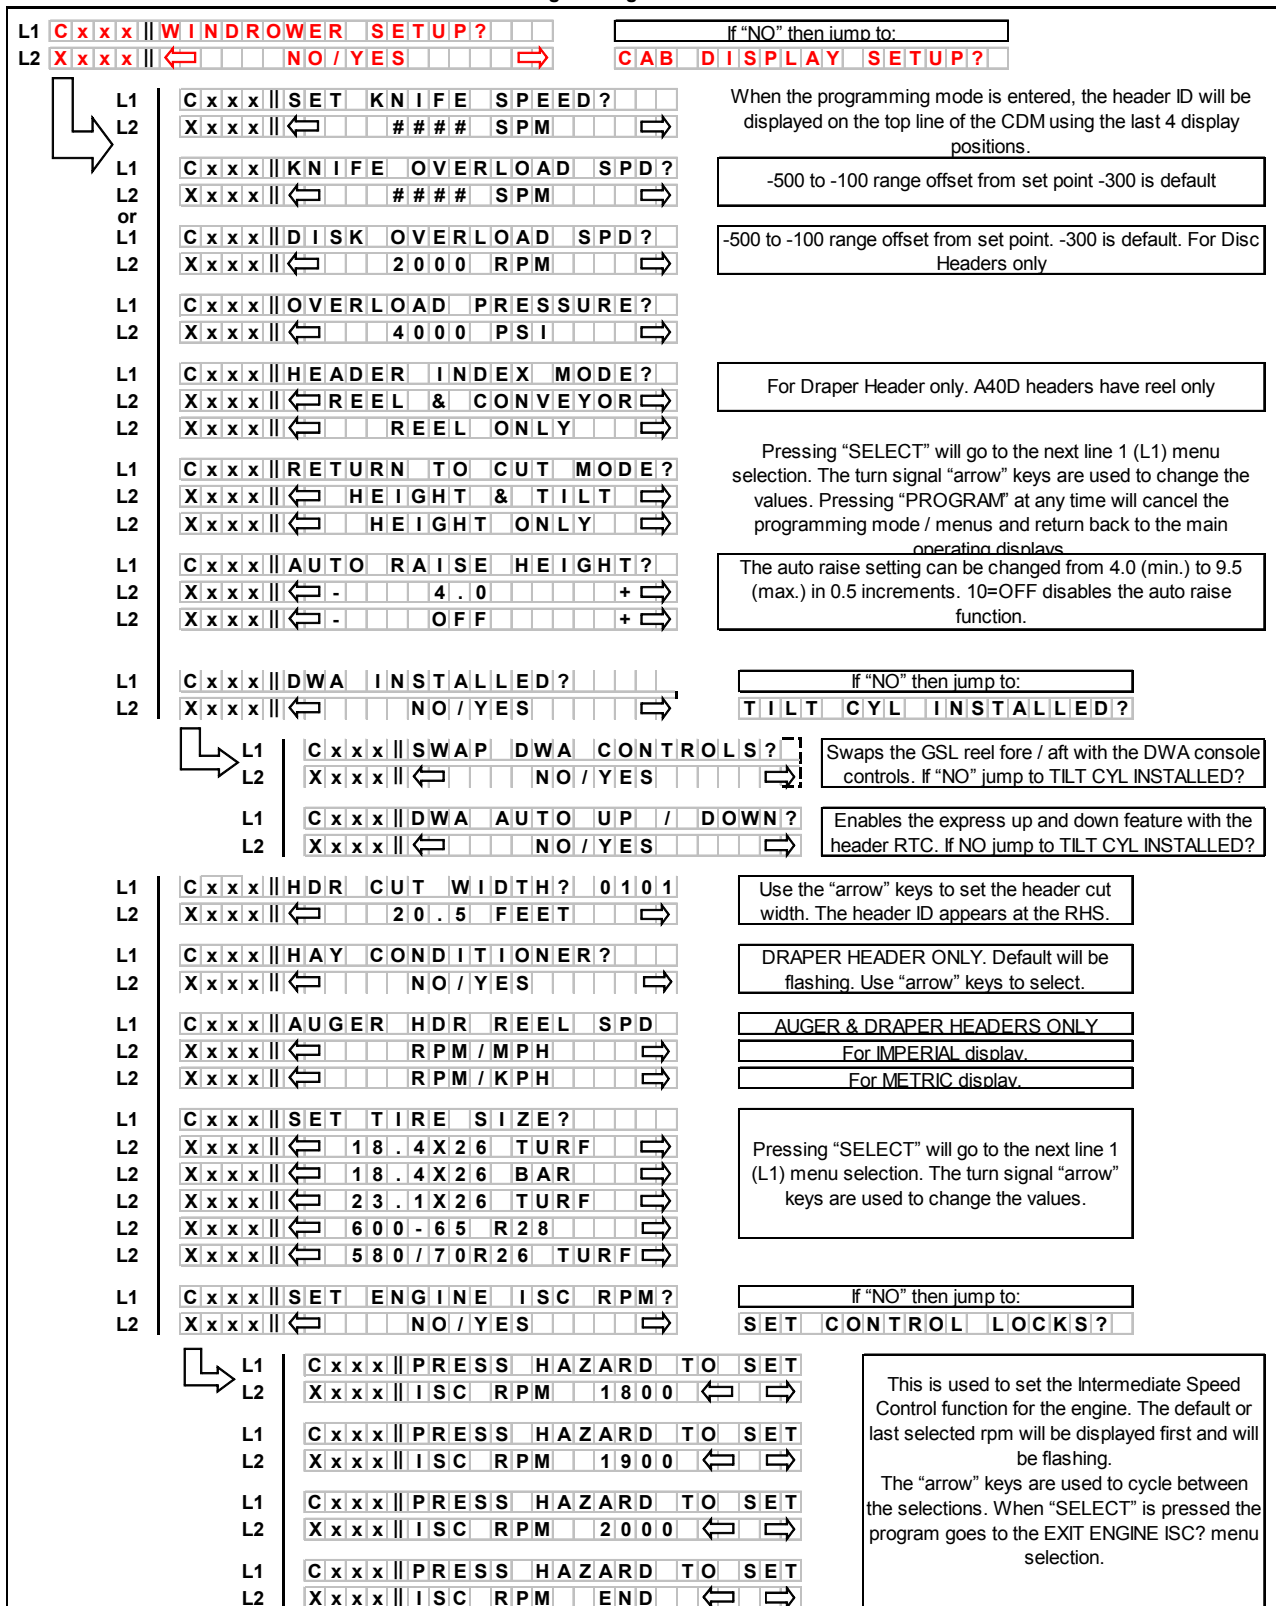 L1 Cxxx||WINDROWER SETUP? If “NO” then jump to:
L2 Xxxx|| NO/YES CAB DISPLAY SETUP?
L1 Cxxx||SET KNIFE SPEED?
L2 Xxxx|| #### SPM
When the programming mode is entered, the header ID will be
displayed on the top line of the CDM using the last 4 display
positions.
L1 Cxxx||KNIFE OVERLOAD SPD?
L2 Xxxx|| #### SPM
-500 to -100 range offset from set point -300 is default
or
L1 Cxxx||DISK OVERLOAD SPD?
L2 Xxxx|| 2000 RPM
-500 to -100 range offset from set point. -300 is default. For Disc
Headers only
L1 Cxxx||OVERLOAD PRESSURE?
L2 Xxxx|| 4000 PSI
L1 Cxxx||HEADER INDEX MODE?
L2 Xxxx|| REEL & CONVEYOR
L2 Xxxx|| REEL ONLY
For Draper Header only. A40D headers have reel only
L1 Cxxx||RETURN TO CUT MODE?
L2 Xxxx|| HEIGHT & TILT
L2 Xxxx|| HEIGHT ONLY
Pressing “SELECT” will go to the next line 1 (L1) menu
selection. The turn signal “arrow” keys are used to change the
values. Pressing “PROGRAM” at any time will cancel the
programming mode / menus and return back to the main
operating displays
L1 Cxxx||AUTO RAISE HEIGHT?
L2 Xxxx|| - 4.0 +
L2 Xxxx|| - OFF +
The auto raise setting can be changed from 4.0 (min.) to 9.5
(max.) in 0.5 increments. 10=OFF disables the auto raise
function.
L1 Cxxx||DWA INSTALLED? If “NO” then jump to:
L2 Xxxx|| NO/YES TILT CYL INSTALLED?
L1 Cxxx||SWAP DWA CONTROLS?
L2 Xxxx|| NO/YES
Swaps the GSL reel fore / aft with the DWA console
controls. If “NO” jump to TILT CYL INSTALLED?
L1 Cxxx||DWA AUTO UP / DOWN?
L2 Xxxx|| NO/YES
Enables the express up and down feature with the
header RTC. If NO jump to TILT CYL INSTALLED?
L1 Cxxx||HDR CUT WIDTH? 0101
L2 Xxxx|| 20.5 FEET
Use the “arrow” keys to set the header cut
width. The header ID appears at the RHS.
L1 Cxxx||HAY CONDITIONER?
L2 Xxxx|| NO/YES
DRAPER HEADER ONLY. Default will be
flashing. Use “arrow” keys to select.
L1 Cxxx||AUGER HDR REEL SPD AUGER & DRAPER HEADERS ONLY
L2 Xxxx|| RPM/MPH For IMPERIAL display.
L2 Xxxx|| RPM/KPH For METRIC display.
L1 Cxxx||SET TIRE SIZE?
L2 Xxxx|| 18.4X26 TURF
L2 Xxxx|| 18.4X26 BAR
L2 Xxxx|| 23.1X26 TURF
L2 Xxxx|| 600-65 R28
L2 Xxxx|| 580/70R26 TURF
Pressing “SELECT” will go to the next line 1
(L1) menu selection. The turn signal “arrow”
keys are used to change the values.
L1 Cxxx||SET ENGINE ISC RPM? If “NO” then jump to:
L2 Xxxx|| NO/YES SET CONTROL LOCKS?
L1 Cxxx||PRESS HAZARD TO SET
L2 Xxxx||ISC RPM 1800
L1 Cxxx||PRESS HAZARD TO SET
L2 Xxxx||ISC RPM 1900
L1 Cxxx||PRESS HAZARD TO SET
L2 Xxxx||ISC RPM 2000
L1 Cxxx||PRESS HAZARD TO SET
L2 Xxxx||ISC RPM END
This is used to set the Intermediate Speed
Control function for the engine. The default or
last selected rpm will be displayed first and will
be flashing.
The “arrow” keys are used to cycle between
the selections. When “SELECT” is pressed the
program goes to the EXIT ENGINE ISC? menu
selection.